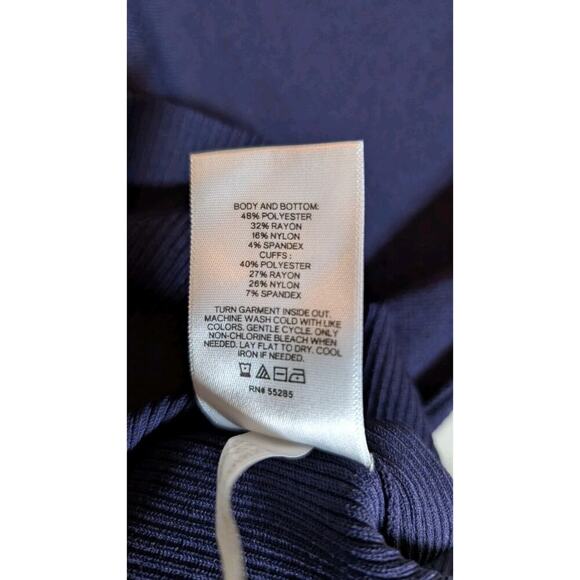 BODY AND BOTTOM:
48% POLYESTER
32% RAYON
16% NYLON
4% SPANDEX
CUFFS :
40% POLYESTER
27% RAYON
26% NYLON
7% SPANDEX
TURN GARMENT INSIDE OUT.
MACHINE WASH COLD WITH LIKE
COLORS. GENTLE CYCLE. ONLY
NON-CHLORINE BLEACH WHEN
NEEDED. LAY FLAT TO DRY. COOL
IRON IF NEEDED.
RN# 55285